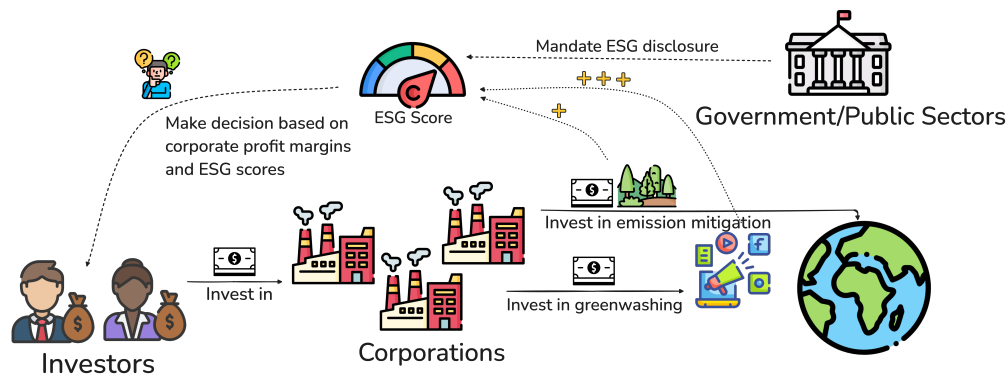 Mandate ESG disclosure
ESG Score
Government/Public Sectors
Make decision based on
corporate profit margins
and ESG scores
Invest in emission mitigation
Invest in
Invest in greenwashing
Corporations
Investors